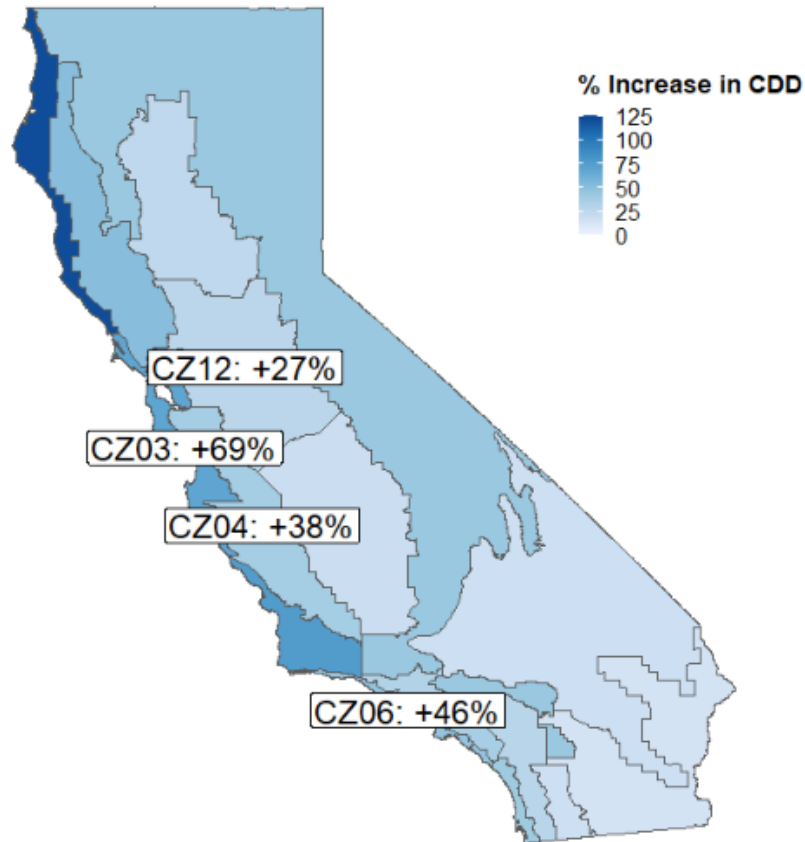 % Increase in CDD
125
100
75
50
25
0
CZ12: +27%
CZ03: +69%
CZ04: +38%
CZ06: +46%